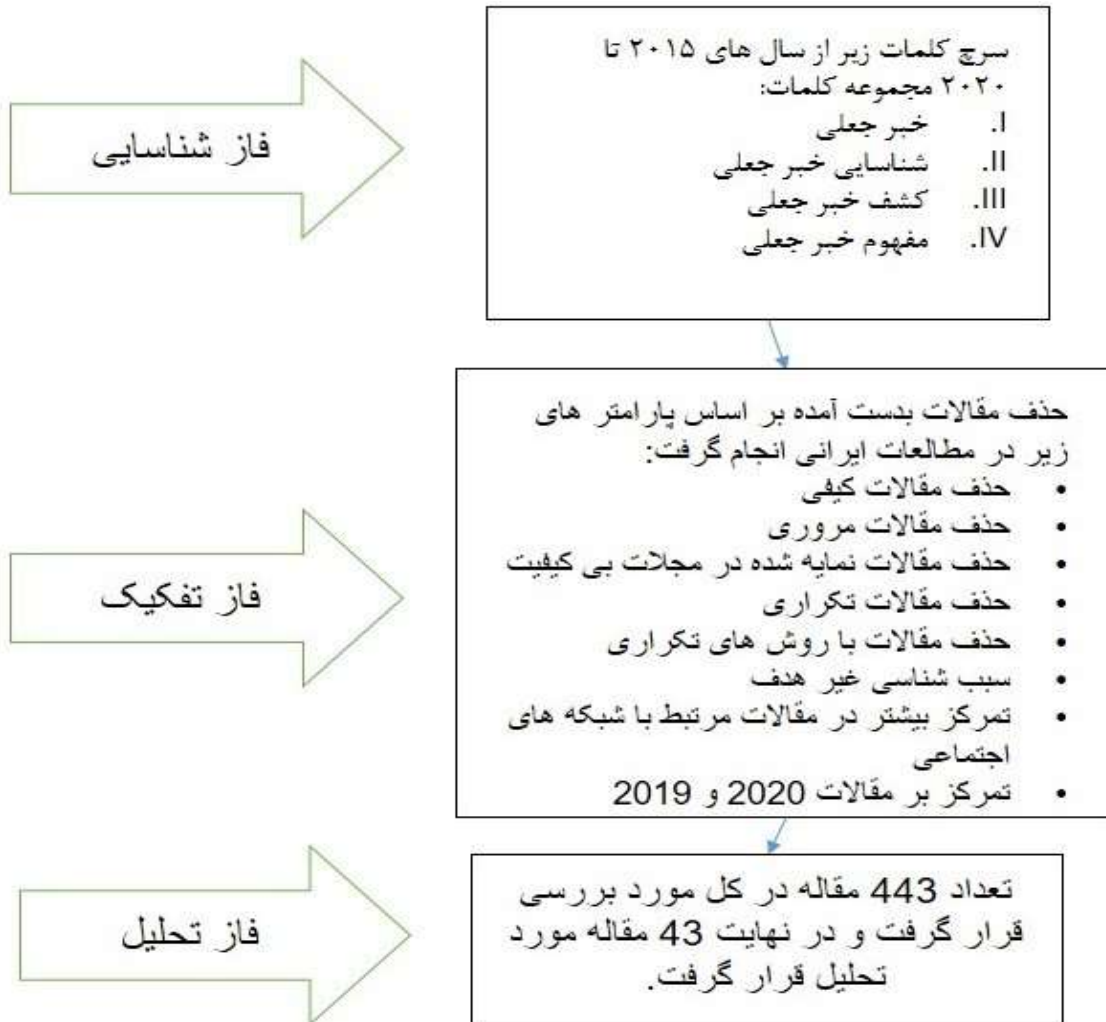 فاز شناسایی
سرچ کلمات زیر از سال های ۲۰۱۵ تا
۲۰۲۰ مجموعه کلمات:
I. خبر جعلی
II. شناسایی خبر جعلی
III. کشف خبر جعلی
IV. مفهوم خبر جعلی
فاز تفکیک
حذف مقالات بدست آمده بر اساس پارامتر های
زیر در مطالعات ایرانی انجام گرفت:
• حذف مقالات کیفی
• حذف مقالات مروری
• حذف مقالات نمایه شده در مجلات بی کیفیت
• حذف مقالات تکراری
• حذف مقالات با روش های تکراری
• سبب شناسی غیر هدف
• تمرکز بیشتر در مقالات مرتبط با شبکه های
اجتماعی
• تمرکز بر مقالات 2020 و 2019
فاز تحلیل
تعداد 443 مقاله در کل مورد بررسی
قرار گرفت و در نهایت 43 مقاله مورد
تحلیل قرار گرفت.